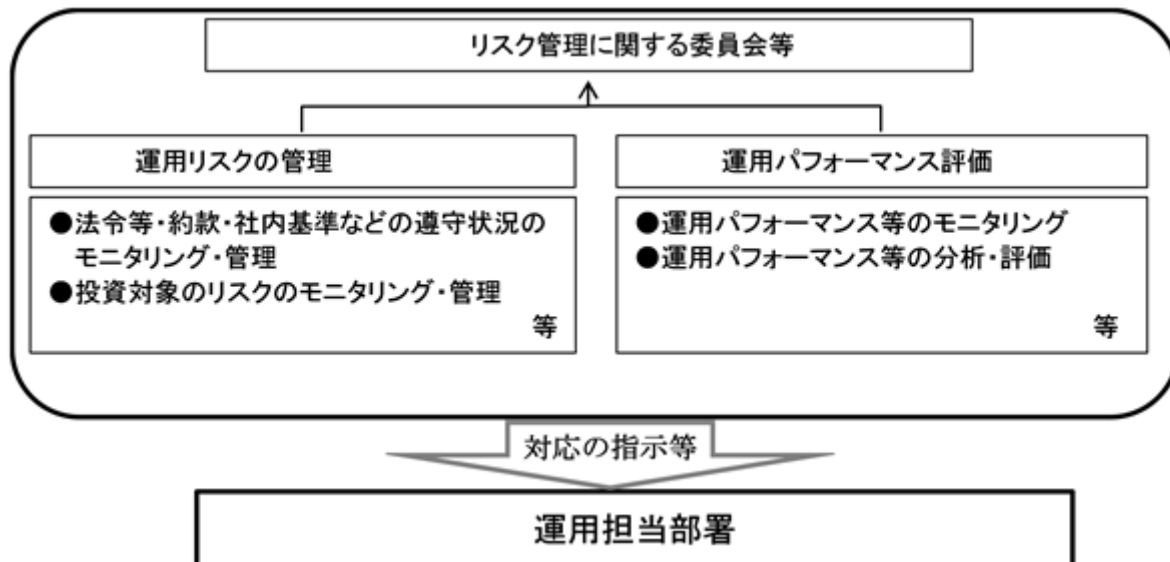 リスク管理に関する委員会等
運用リスクの管理
●法令等・約款・社内基準などの遵守状況の
モニタリング・管理
●投資対象のリスクのモニタリング・管理
等
運用パフォーマンス評価
●運用パフォーマンス等のモニタリング
●運用パフォーマンス等の分析・評価
等
対応の指示等
運用担当部署